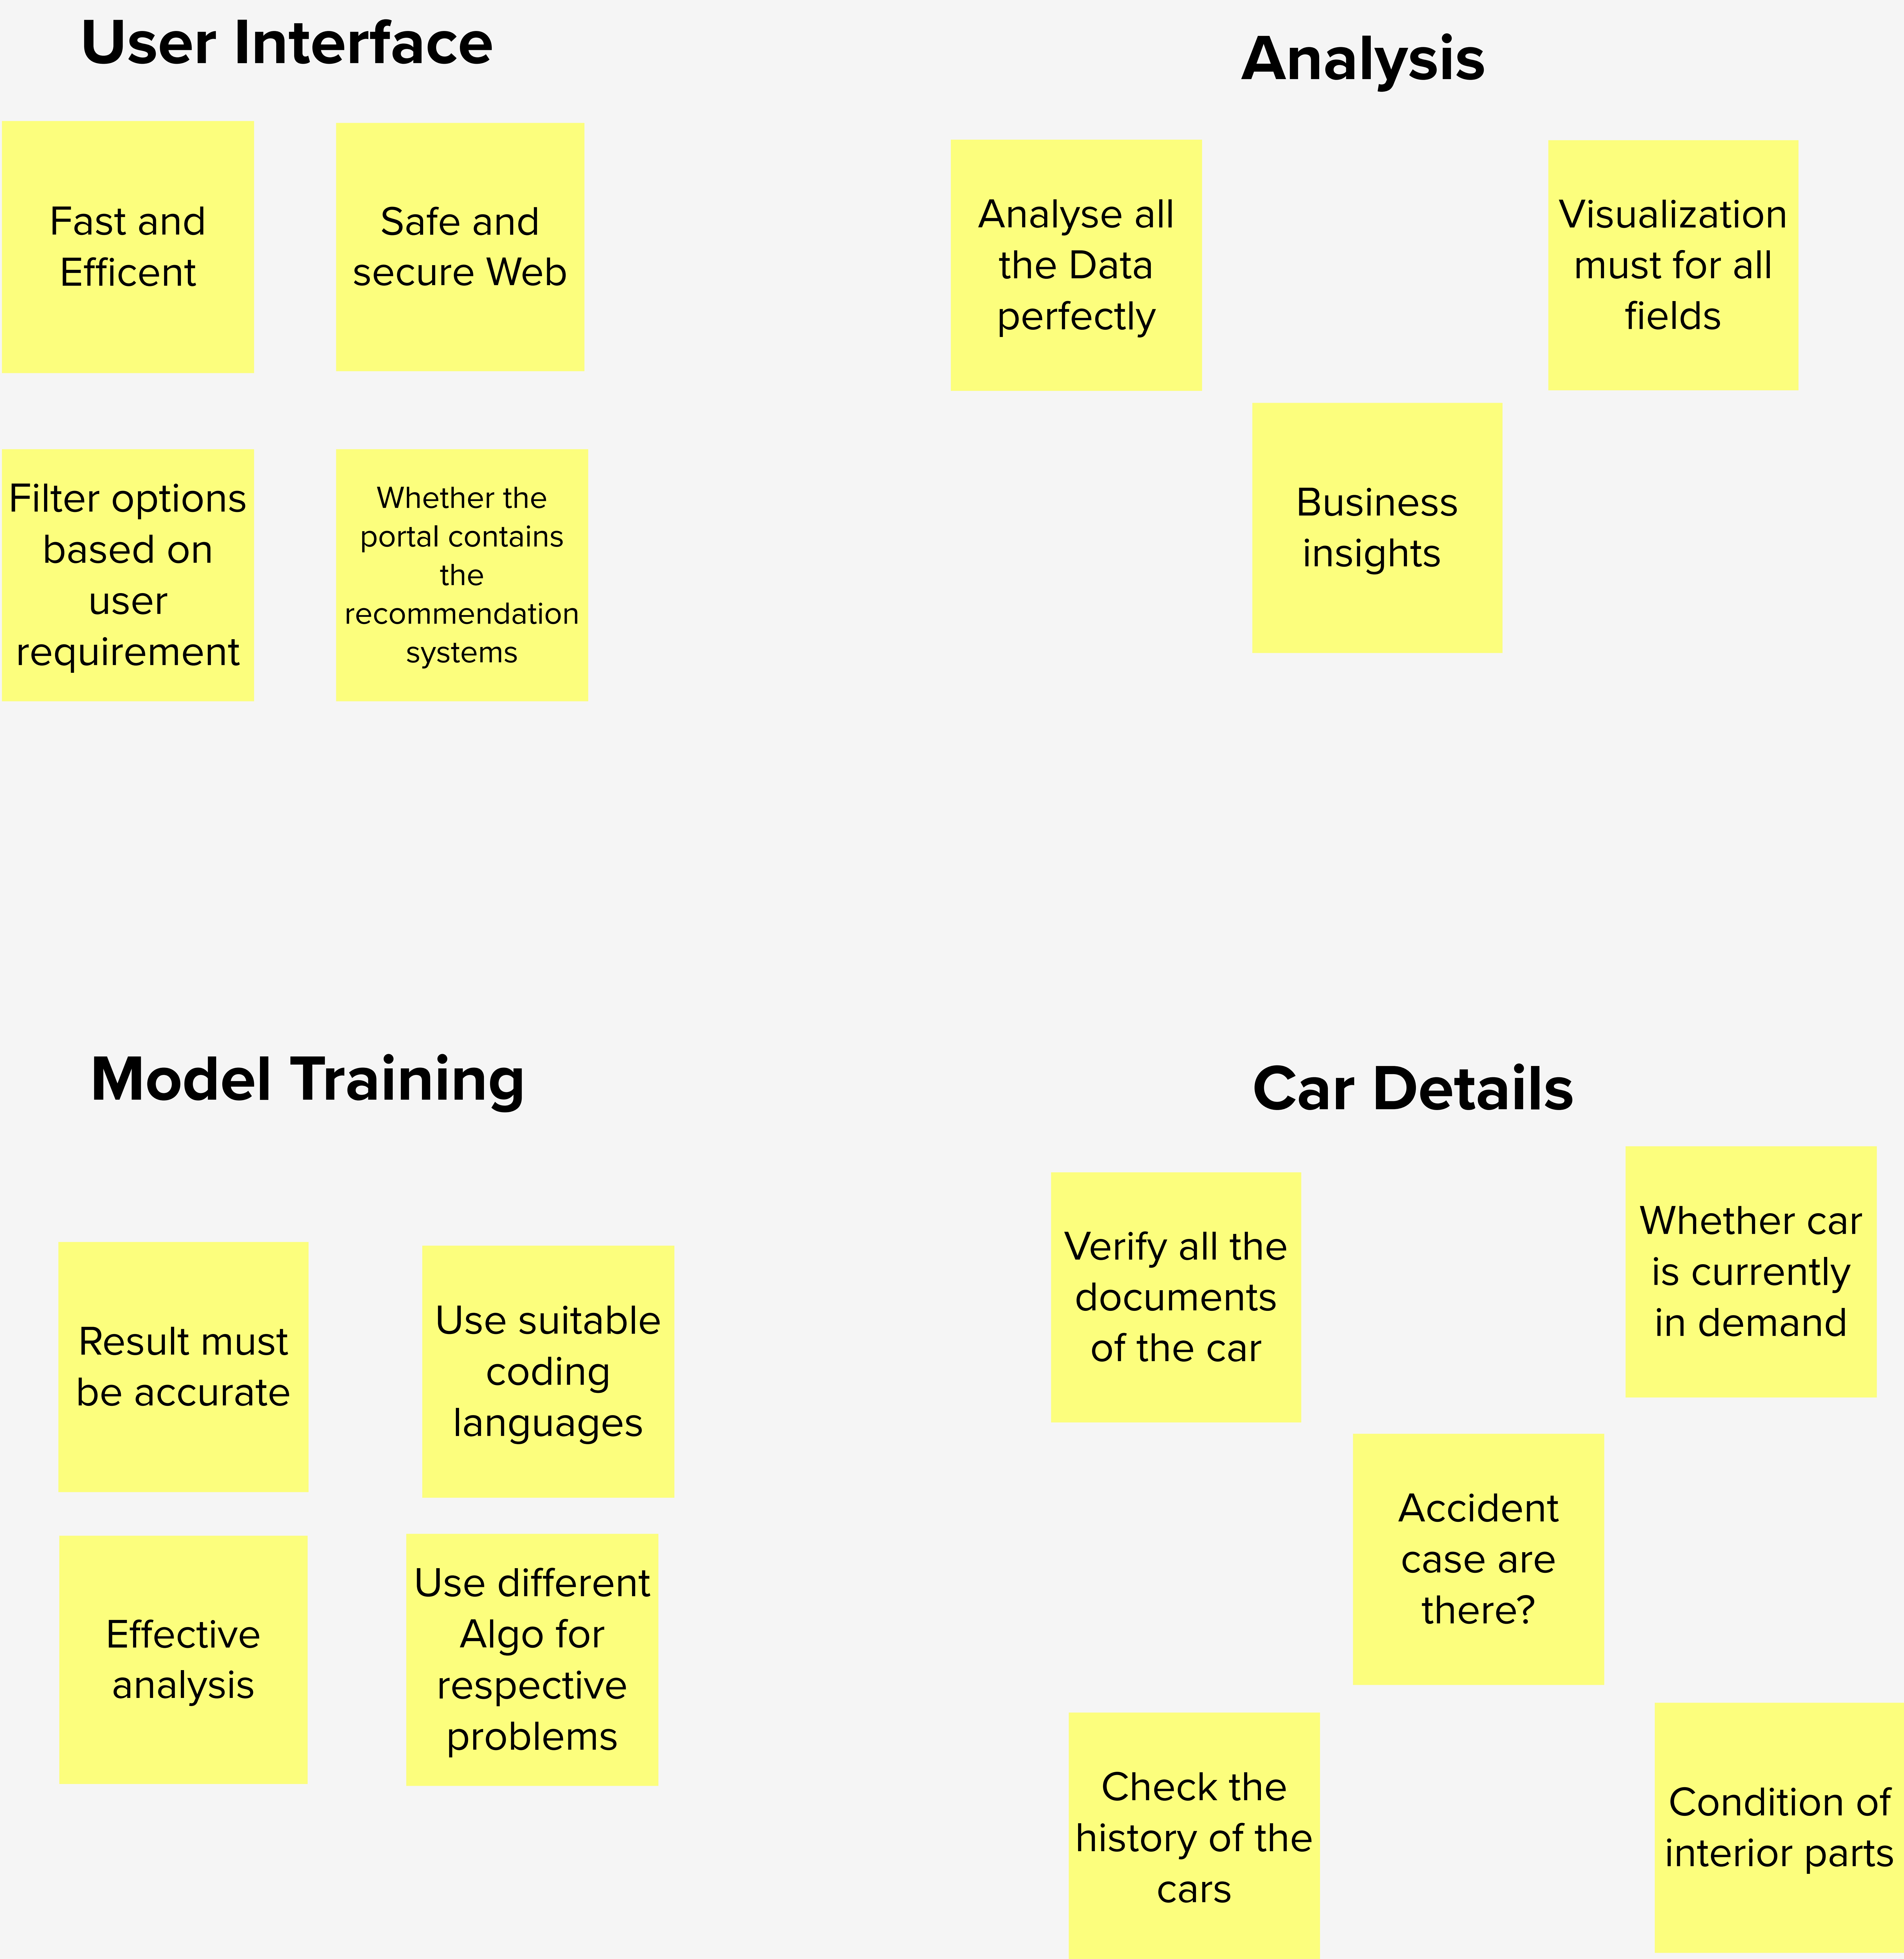 User Interface
Fast and
Efficent
Safe and
secure Web
Filter options
based on
user
requirement
Whether the
portal contains
the
recommendation
systems
Analysis
Analyse all
the Data
perfectly
Visualization
must for all
fields
Business
insights
Model Training
Result must
be accurate
Use suitable
coding
languages
Effective
analysis
Use different
Algo for
respective
problems
Car Details
Verify all the
documents
of the car
Whether car
is currently
in demand
Accident
case are
there?
Check the
history of the
cars
Condition of
interior parts